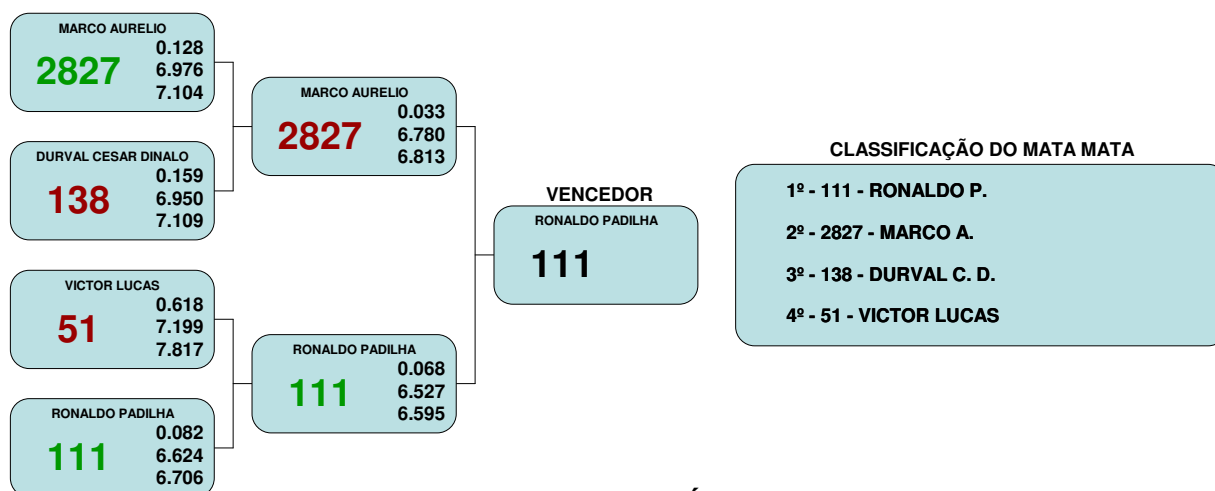 MARCO AURELIO
2827
0.128
6.976
7.104
DURVAL CESAR DINALO
138
0.159
6.950
7.109
VICTOR LUCAS
51
0.618
7.199
7.817
RONALDO PADILHA
111
0.082
6.624
6.706
MARCO AURELIO
2827
0.033
6.780
6.813
RONALDO PADILHA
111
0.068
6.527
6.595
VENCEDOR
RONALDO PADILHA
111
CLASSIFICAÇÃO DO MATA MATA
1º - 111 - RONALDO P.
2º - 2827 - MARCO A.
3º - 138 - DURVAL C. D.
4º - 51 - VICTOR LUCAS